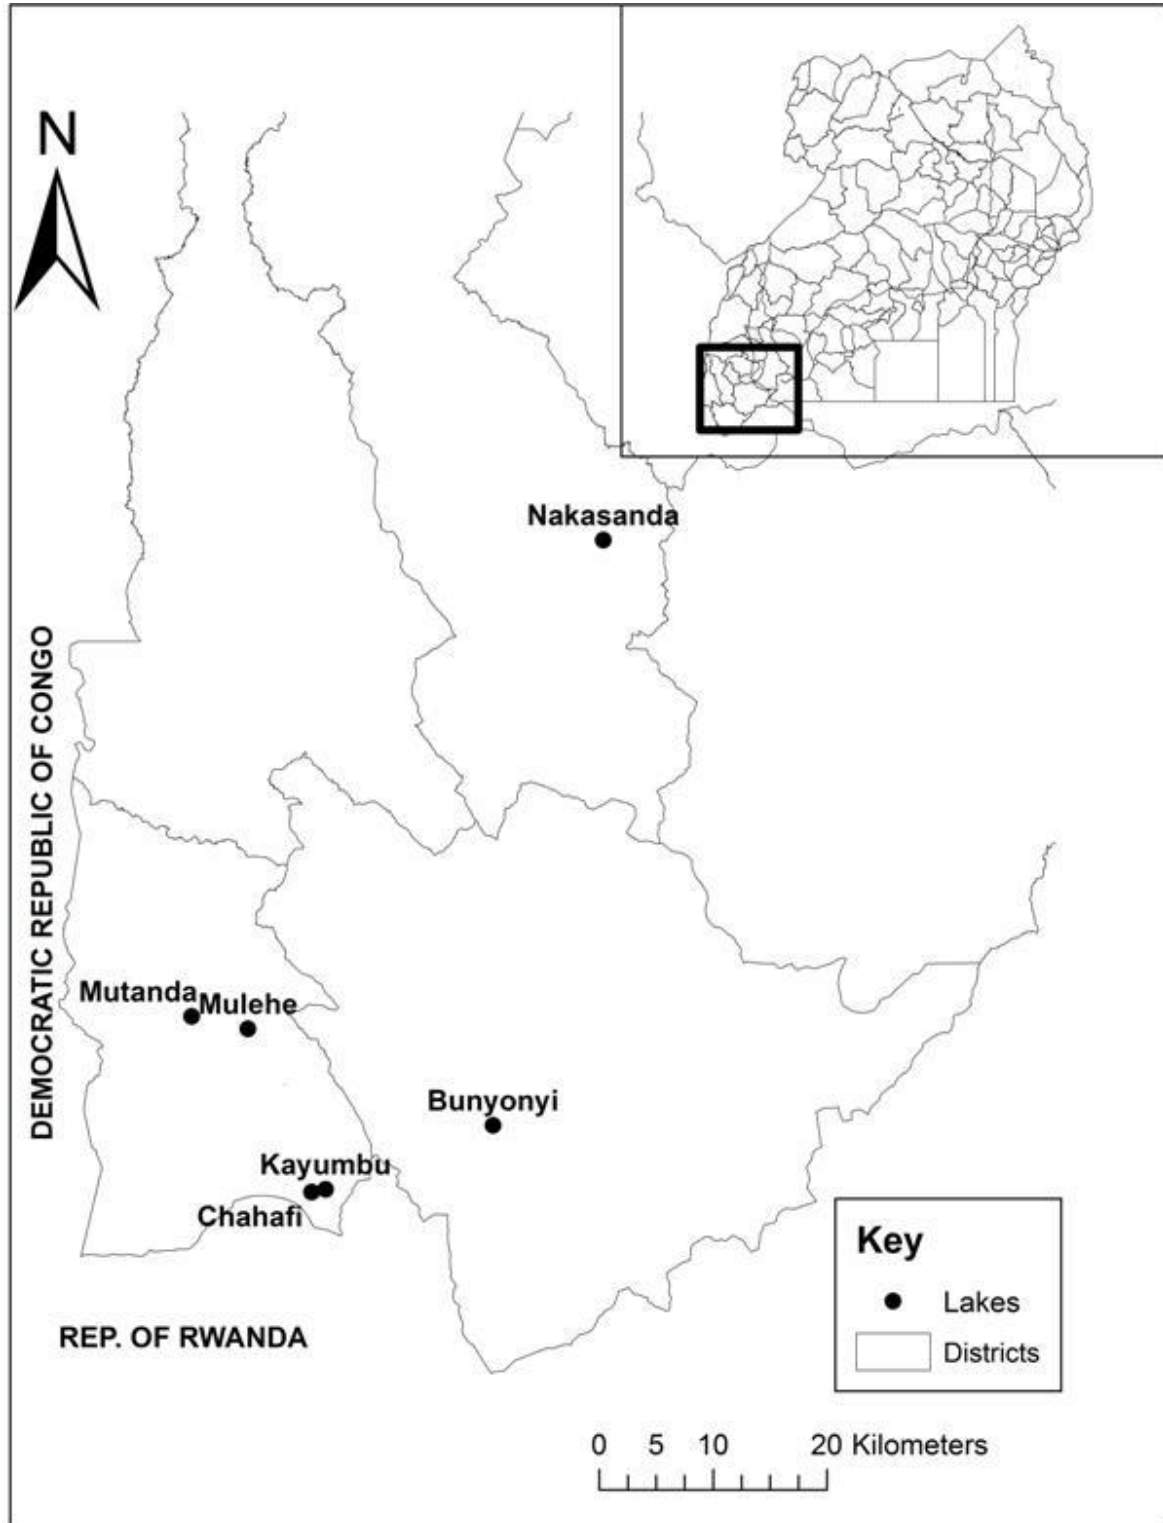 N
Nakasanda
DEMOCRATIC REPUBLIC OF CONGO
Mutanda
Mulehe
Bunyonyi
Kayumbu
Chahafi
REP. OF RWANDA
Key
Lakes
Districts
0 5 10 20 Kilometers